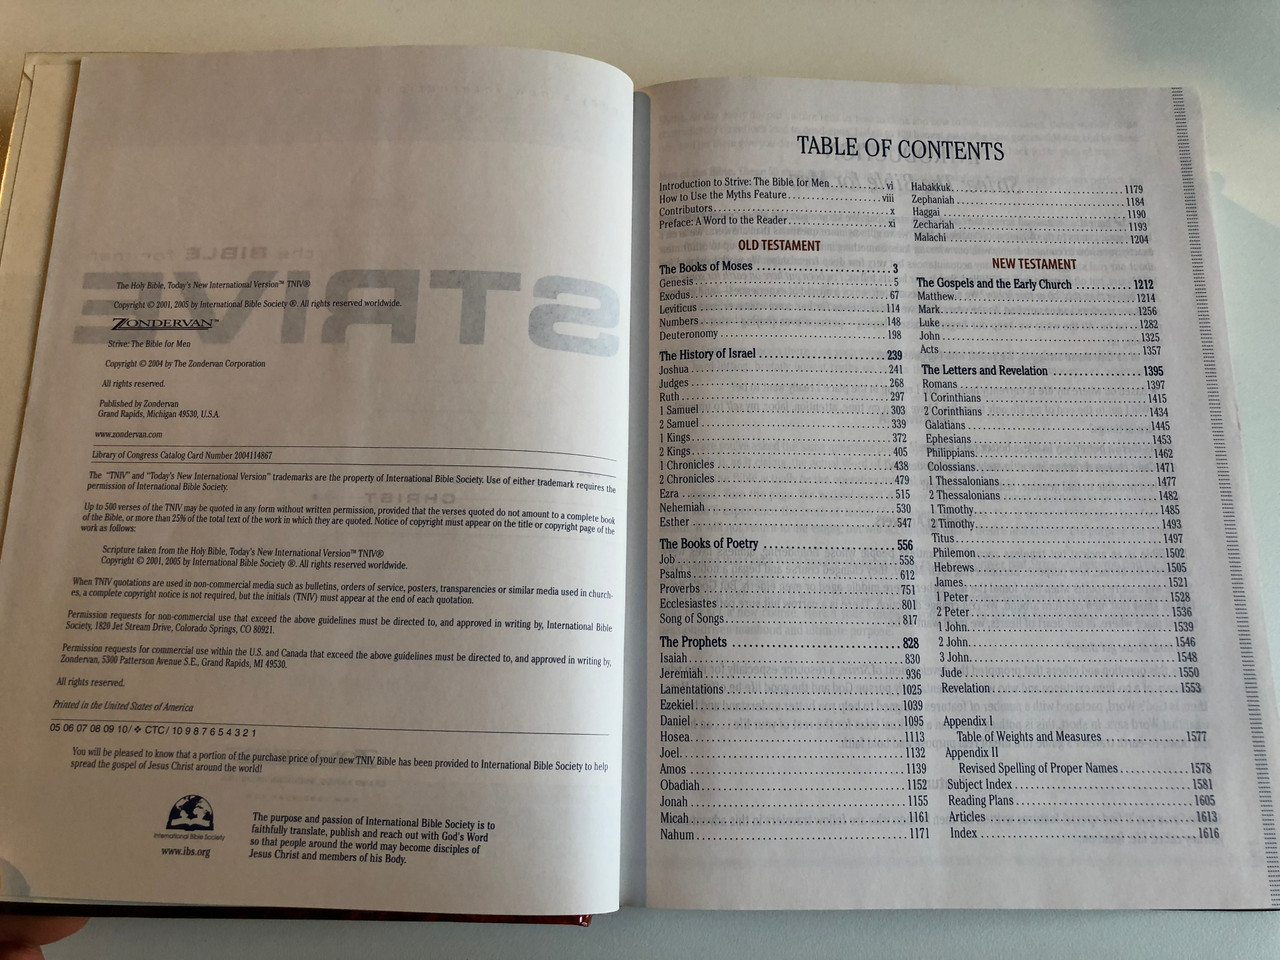 The Holy Bible, Today's New International Version™ TNIV®
Copyright © 2001, 2005 by International Bible Society ®. All rights reserved worldwide.
ZONDERVAN™
Strive: The Bible for Men
Copyright © 2004 by The Zondervan Corporation
All rights reserved.
Published by Zondervan
Grand Rapids, Michigan 49530, U.S.A.
www.zondervan.com
Library of Congress Catalog Card Number 2004114867
The "TNIV" and "Today's New International Version" trademarks are the property of International Bible Society. Use of either trademark requires the
permission of International Bible Society.
Up to 500 verses of the TNIV may be quoted in any form without written permission, provided that the verses quoted do not amount to a complete book
of the Bible, or more than 25% of the total text of the work in which they are quoted. Notice of copyright must appear on the title or copyright page of the
work as follows:
Scripture taken from the Holy Bible, Today's New International Version™ TNIV®
Copyright © 2001, 2005 by International Bible Society ®. All rights reserved worldwide.
When TNIV quotations are used in non-commercial media such as bulletins, orders of service, posters, transparencies or similar media used in church-
es, a complete copyright notice is not required, but the initials (TNIV) must appear at the end of each quotation.
Permission requests for non-commercial use that exceed the above guidelines must be directed to, and approved in writing by, International Bible
Society, 1820 Jet Stream Drive, Colorado Springs, CO 80921.
Permission requests for commercial use within the U.S. and Canada that exceed the above guidelines must be directed to, and approved in writing by,
Zondervan, 5300 Patterson Avenue S.E., Grand Rapids, MI 49530.
All rights reserved.
Printed in the United States of America
05 06 07 08 09 10/ ❖ CTC/ 10 9 8 7 6 5 4 3 2 1
You will be pleased to know that a portion of the purchase price of your new TNIV Bible has been provided to International Bible Society to help
spread the gospel of Jesus Christ around the world!
International Bible Society
www.ibs.org
The purpose and passion of International Bible Society is to
faithfully translate, publish and reach out with God's Word
so that people around the world may become disciples of
Jesus Christ and members of his Body.
TABLE OF CONTENTS
Introduction to Strive: The Bible for Men............vi
How to Use the Myths Feature....................viii
Contributors....................................x
Preface: A Word to the Reader...................xi
OLD TESTAMENT
The Books of Moses ............................3
Genesis.........................................5
Exodus.........................................67
Leviticus .....................................114
Numbers.......................................148
Deuteronomy ..................................198
The History of Israel ..........................239
Joshua ........................................241
Judges ........................................268
Ruth..........................................297
1 Samuel ......................................303
2 Samuel ......................................339
1 Kings........................................372
2 Kings........................................405
1 Chronicles ..................................438
2 Chronicles ..................................479
Ezra ..........................................515
Nehemiah .....................................530
Esther ........................................547
The Books of Poetry ..........................556
Job............................................558
Psalms ........................................612
Proverbs ......................................751
Ecclesiastes ..................................801
Song of Songs..................................817
The Prophets .................................828
Isaiah .........................................830
Jeremiah ......................................936
Lamentations .................................1025
Ezekiel........................................1039
Daniel ........................................1095
Hosea.........................................1113
Joel...........................................1132
Amos .........................................1139
Obadiah .......................................1152
Jonah .........................................1155
Micah .........................................1161
Nahum ........................................1171
Habakkuk.....................................1179
Zephaniah ....................................1184
Haggai ........................................1190
Zechariah .....................................1193
Malachi .......................................1204
NEW TESTAMENT
The Gospels and the Early Church ............1212
Matthew.......................................1214
Mark..........................................1256
Luke..........................................1282
John..........................................1325
Acts ..........................................1357
The Letters and Revelation ...................1395
Romans .......................................1397
1 Corinthians .................................1415
2 Corinthians .................................1434
Galatians .....................................1445
Ephesians .....................................1453
Philippians....................................1462
Colossians ....................................1471
1 Thessalonians ...............................1477
2 Thessalonians ...............................1482
1 Timothy.....................................1485
2 Timothy.....................................1493
Titus..........................................1497
Philemon......................................1502
Hebrews ......................................1505
James.........................................1521
1 Peter........................................1528
2 Peter........................................1536
1 John.........................................1539
2 John.........................................1546
3 John.........................................1548
Jude ..........................................1550
Revelation.....................................1553
Appendix I
Table of Weights and Measures ...............1577
Appendix II
Revised Spelling of Proper Names.............1578
Subject Index..................................1581
Reading Plans..................................1605
Articles .......................................1613
Index .........................................1616